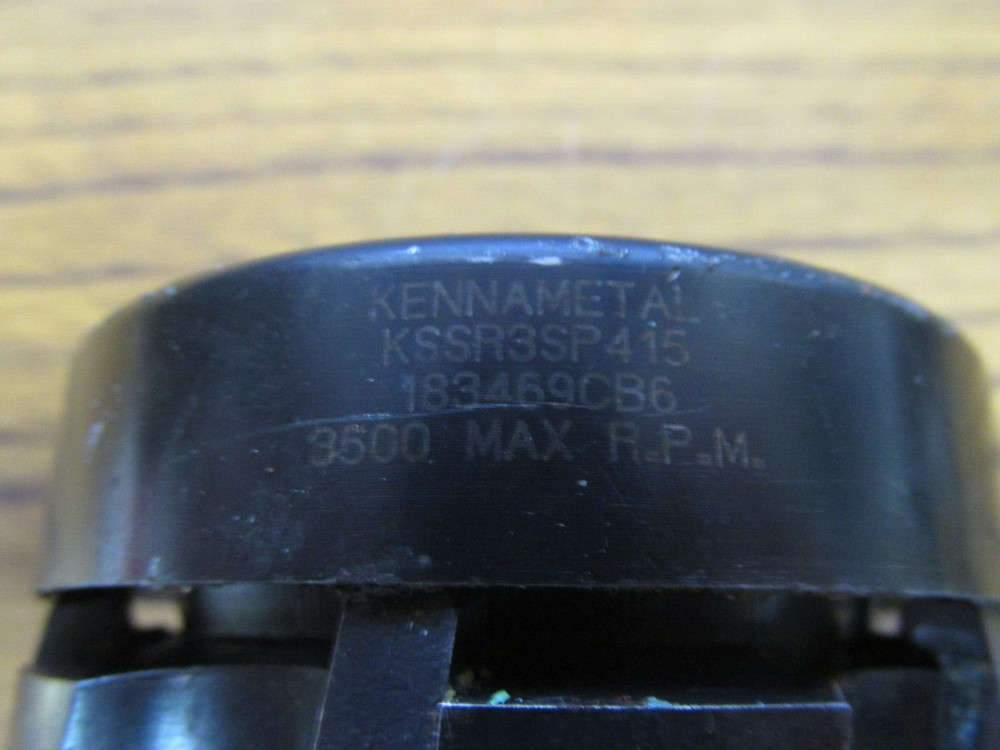 KENNAMETAL
KSSR3SP415
183469CB6
3500 MAX R.P.M.